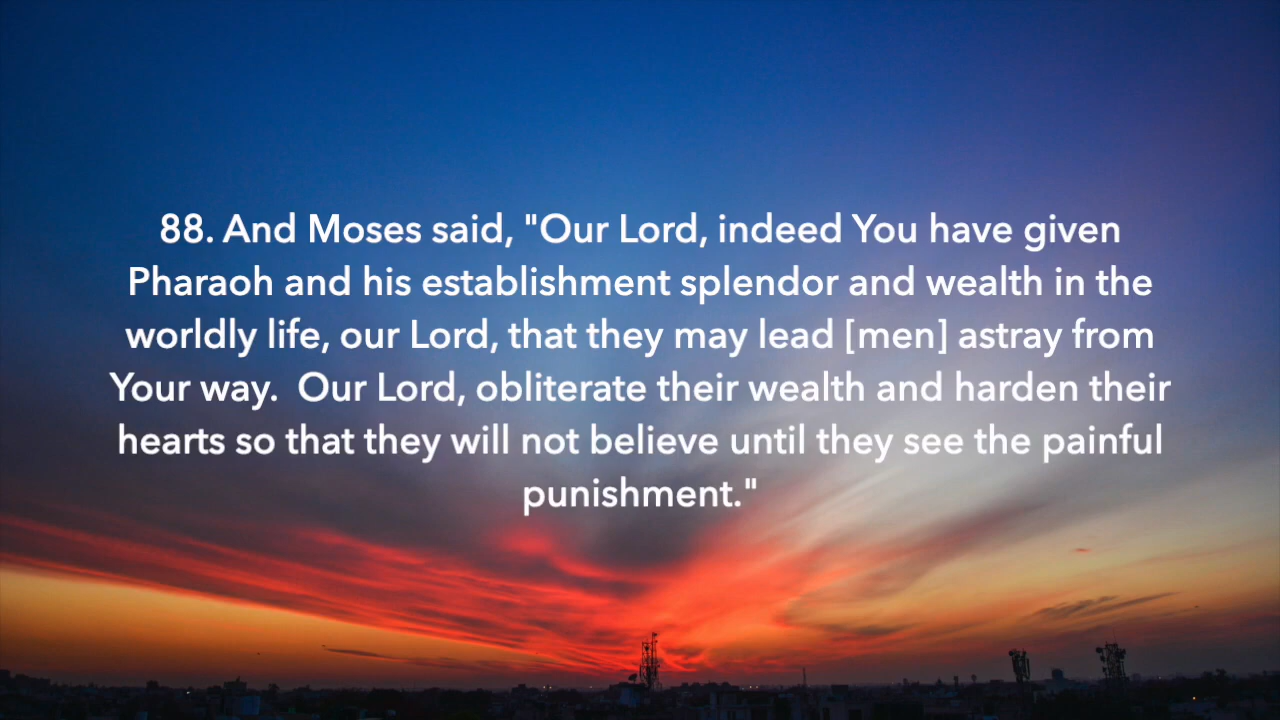 88. And Moses said, "Our Lord, indeed You have given
Pharaoh and his establishment splendor and wealth in the
worldly life, our Lord, that they may lead [men] astray from
Your way.  Our Lord, obliterate their wealth and harden their
hearts so that they will not believe until they see the painful
punishment."